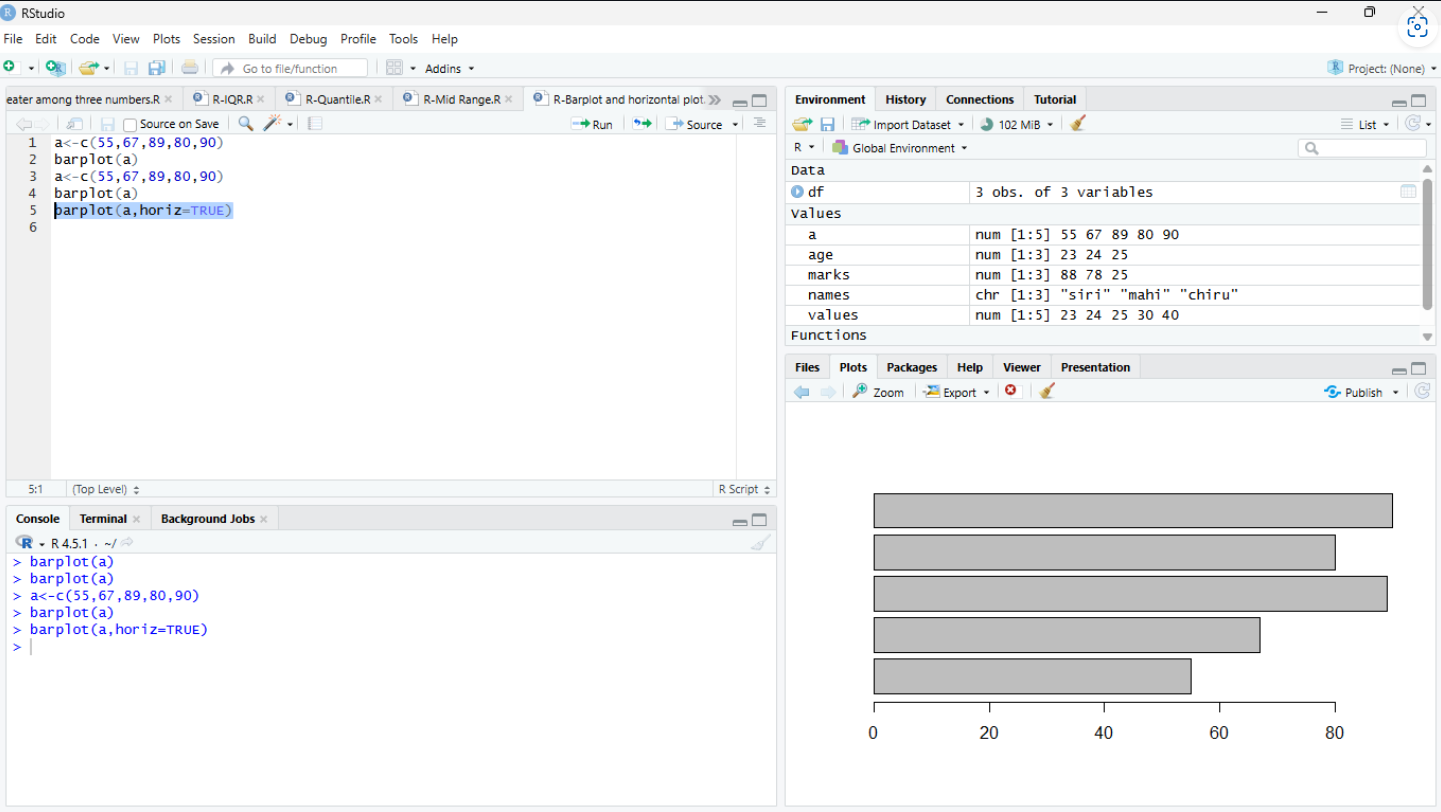 RStudio
File Edit Code View Plots Session Build Debug Profile Tools Help
Go to file/function Addins Project: (None)
eater among three numbers.R R-IQR.R R-Quantile.R R-Mid Range.R R-Barplot and horizontal plot.
Source on Save Run Source
1 a<-c(55,67,89,80,90)
2 barplot(a)
3 a<-c(55,67,89,80,90)
4 barplot(a)
5 barplot(a,horiz=TRUE)
6
5:1 (Top Level) R Script
Console Terminal Background Jobs
R 4.5.1 · ~/
> barplot(a)
> barplot(a)
> a<-c(55,67,89,80,90)
> barplot(a)
> barplot(a,horiz=TRUE)
>
Environment History Connections Tutorial
Import Dataset 102 MiB List
R Global Environment
Data
df 3 obs. of 3 variables
Values
a num [1:5] 55 67 89 80 90
age num [1:3] 23 24 25
marks num [1:3] 88 78 25
names chr [1:3] "siri" "mahi" "chiru"
values num [1:5] 23 24 25 30 40
Functions
Files Plots Packages Help Viewer Presentation
Zoom Export Publish
0 20 40 60 80